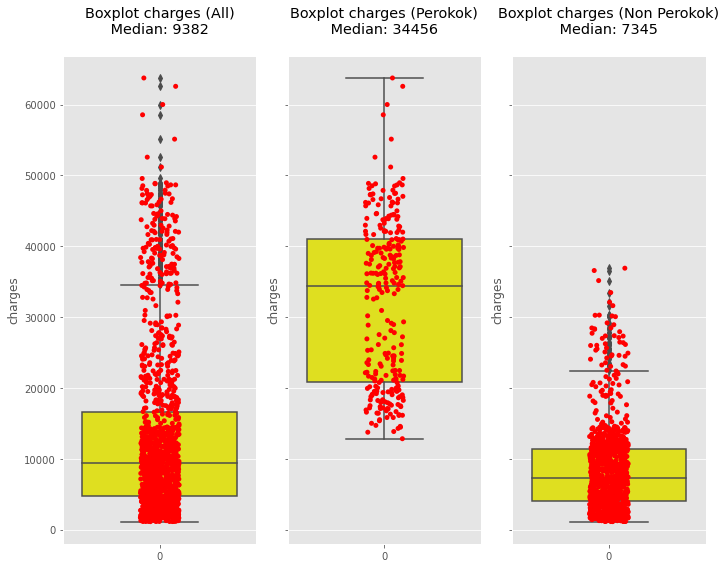 Boxplot charges (All)
Median: 9382
Boxplot charges (Perokok)
Median: 34456
Boxplot charges (Non Perokok)
Median: 7345
charges
60000
50000
40000
30000
20000
10000
0
0
charges
0
charges
0